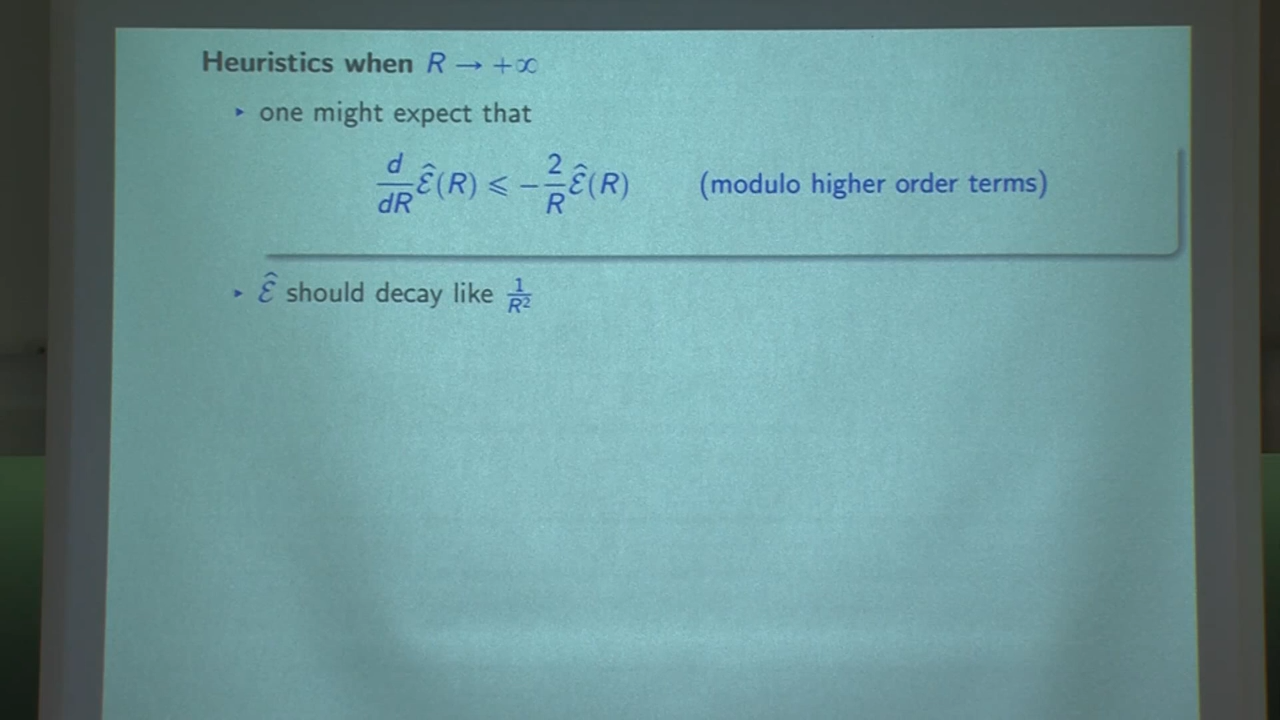 Heuristics when R → +∞
▸ one might expect that
d/dR Ê(R) ⩽ −2/R Ê(R) (modulo higher order terms)
▸ Ê should decay like 1/R²